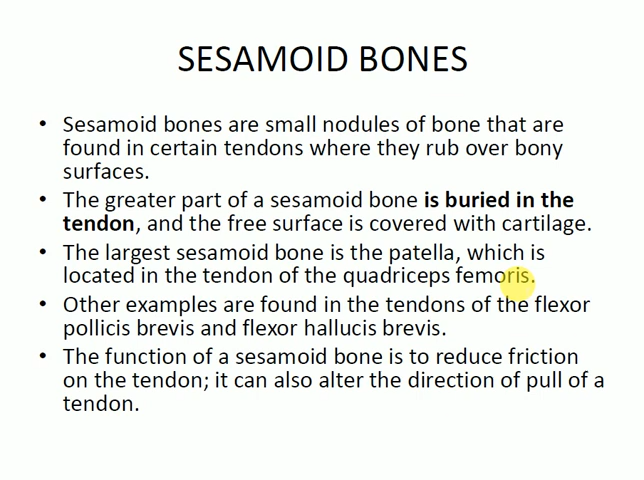 SESAMOID BONES
• Sesamoid bones are small nodules of bone that are
found in certain tendons where they rub over bony
surfaces.
• The greater part of a sesamoid bone is buried in the
tendon, and the free surface is covered with cartilage.
• The largest sesamoid bone is the patella, which is
located in the tendon of the quadriceps femoris.
• Other examples are found in the tendons of the flexor
pollicis brevis and flexor hallucis brevis.
• The function of a sesamoid bone is to reduce friction
on the tendon; it can also alter the direction of pull of a
tendon.